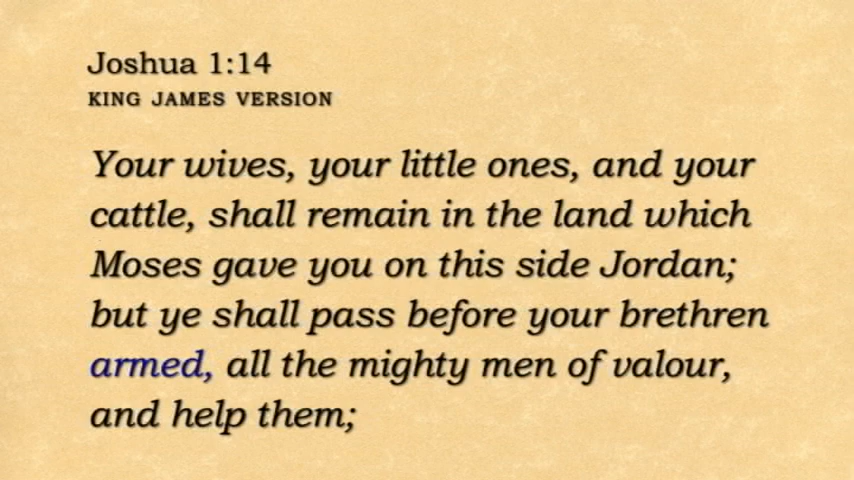 Joshua 1:14
KING JAMES VERSION
Your wives, your little ones, and your
cattle, shall remain in the land which
Moses gave you on this side Jordan;
but ye shall pass before your brethren
armed, all the mighty men of valour,
and help them;